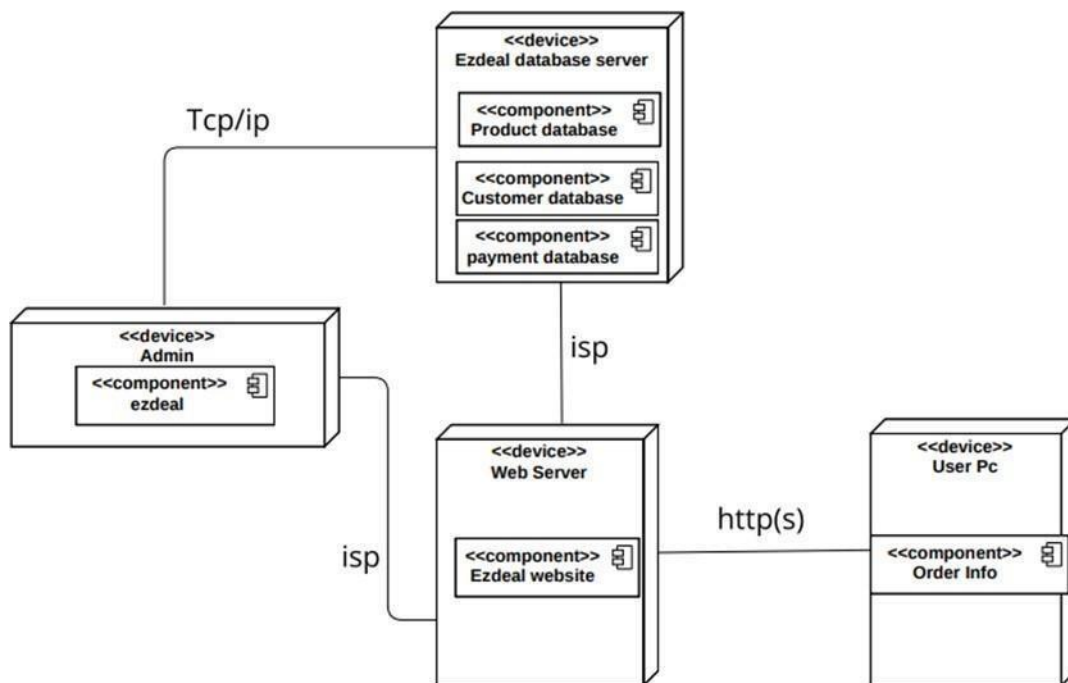 <<device>>
Ezdeal database server
<<component>>
Product database
<<component>>
Customer database
<<component>>
payment database
Tcp/ip
<<device>>
Admin
<<component>>
ezdeal
isp
isp
<<device>>
Web Server
<<component>>
Ezdeal website
http(s)
<<device>>
User Pc
<<component>>
Order Info